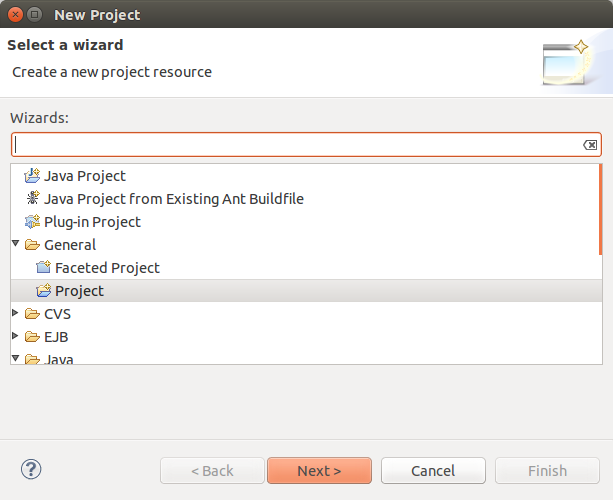 New Project
Select a wizard
Create a new project resource
Wizards:
Java Project
Java Project from Existing Ant Buildfile
Plug-in Project
General
Faceted Project
Project
CVS
EJB
Java
?
< Back
Next >
Cancel
Finish